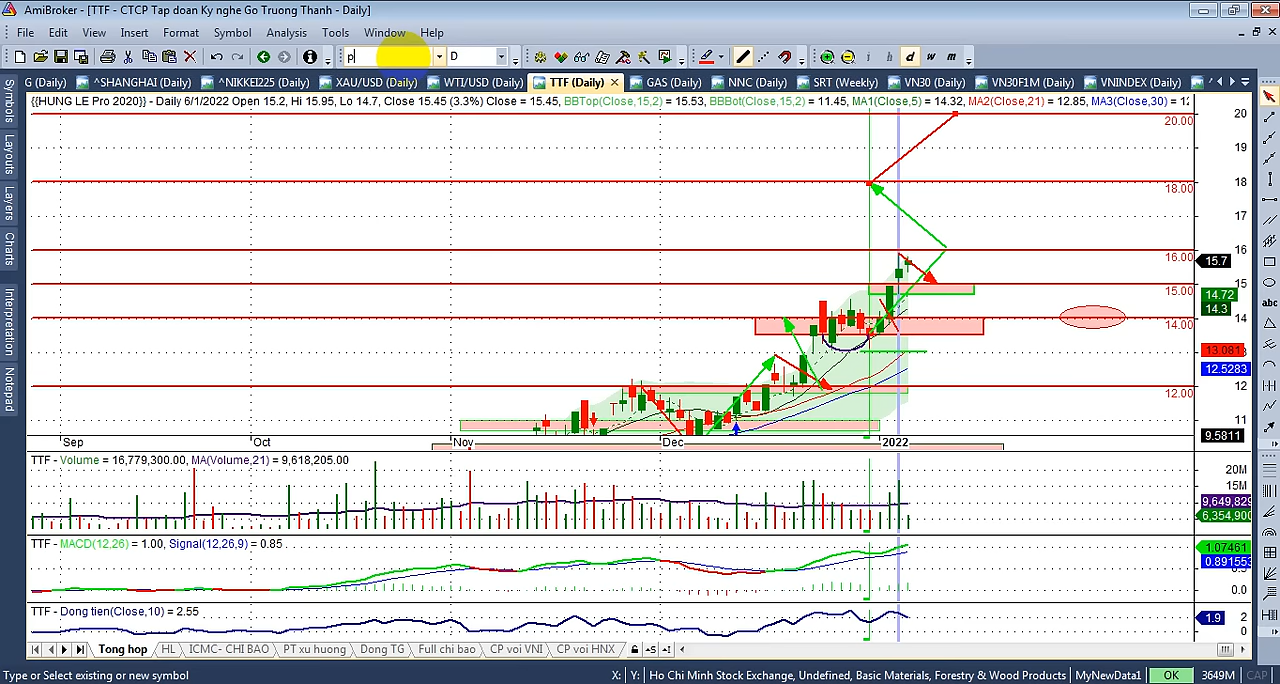 AmiBroker - [TTF - CTCP Tap doan Ky nghe Go Truong Thanh - Daily]
File Edit View Insert Format Symbol Analysis Tools Window Help
p D i h d w m
G (Daily) ^SHANGHAI (Daily) ^NIKKEI225 (Daily) XAU/USD (Daily) WTI/USD (Daily) TTF (Daily) GAS (Daily) NNC (Daily) SRT (Weekly) VN30 (Daily) VN30F1M (Daily) VNINDEX (Daily)
{{HUNG LE Pro 2020}} - Daily 6/1/2022 Open 15.2, Hi 15.95, Lo 14.7, Close 15.45 (3.3%) Close = 15.45, BBTop(Close,15,2) = 15.53, BBBot(Close,15,2) = 11.45, MA1(Close,5) = 14.32, MA2(Close,21) = 12.85, MA3(Close,30) = 12
Symbols
Layouts
Layers
Charts
Interpretation
Notepad
20.00
18.00
16.00
15.00
14.00
12.00
20
19
18
17
16
15.7
15
14.72
14.3
14
13.081
12.5283
12
11
9.5811
abc
Sep Oct Nov Dec 2022
TTF - Volume = 16,779,300.00, MA(Volume,21) = 9,618,205.00
20M
15M
9,649,829
6,354,900
TTF - MACD(12,26) = 1.00, Signal(12,26,9) = 0.85
1.07461
0.891553
0.0
TTF - Dong tien(Close,10) = 2.55
2
1.9
0
Tong hop HL ICMC- CHI BAO PT xu huong Dong TG Full chi bao CP voi VNI CP voi HNX
Type or Select existing or new symbol X: Y: Ho Chi Minh Stock Exchange, Undefined, Basic Materials, Forestry & Wood Products MyNewData1 OK 3649M CAP